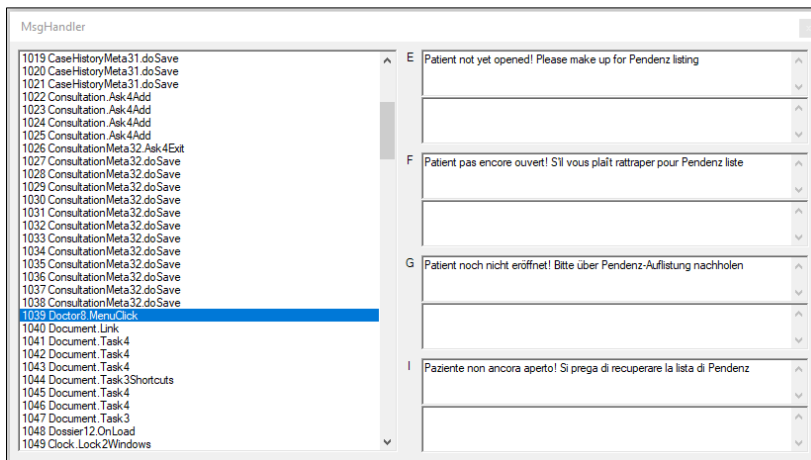 MsgHandler
1019 CaseHistoryMeta31.doSave
1020 CaseHistoryMeta31.doSave
1021 CaseHistoryMeta31.doSave
1022 Consultation.Ask4Add
1023 Consultation.Ask4Add
1024 Consultation.Ask4Add
1025 Consultation.Ask4Add
1026 ConsultationMeta32.Ask4Exit
1027 ConsultationMeta32.doSave
1028 ConsultationMeta32.doSave
1029 ConsultationMeta32.doSave
1030 ConsultationMeta32.doSave
1031 ConsultationMeta32.doSave
1032 ConsultationMeta32.doSave
1033 ConsultationMeta32.doSave
1034 ConsultationMeta32.doSave
1035 ConsultationMeta32.doSave
1036 ConsultationMeta32.doSave
1037 ConsultationMeta32.doSave
1038 ConsultationMeta32.doSave
1039 Doctor8.MenuClick
1040 Document.Link
1041 Document.Task4
1042 Document.Task4
1043 Document.Task4
1044 Document.Task3Shortcuts
1045 Document.Task4
1046 Document.Task4
1047 Document.Task3
1048 Dossier12.OnLoad
1049 Clock.Lock2Windows
E Patient not yet opened! Please make up for Pendenz listing
F Patient pas encore ouvert! S'il vous plaît rattraper pour Pendenz liste
G Patient noch nicht eröffnet! Bitte über Pendenz-Auflistung nachholen
I Paziente non ancora aperto! Si prega di recuperare la lista di Pendenz